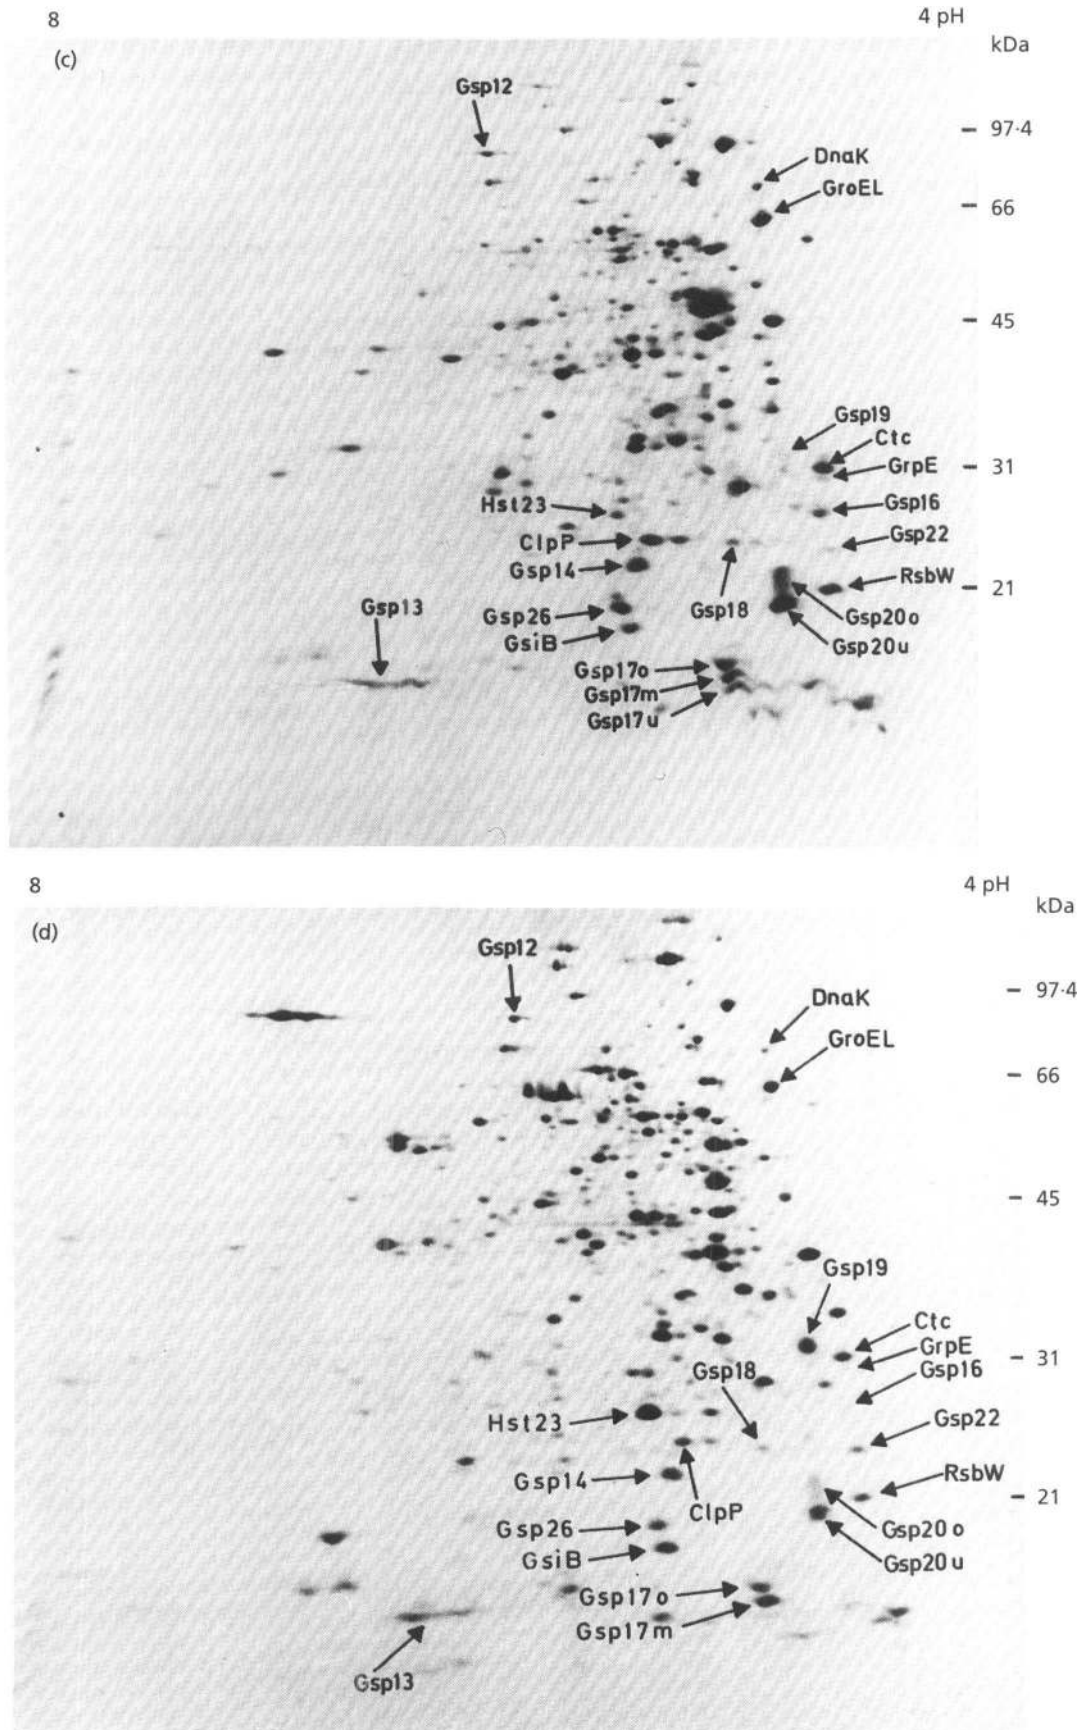 8
4 pH
kDa
(c)
Gsp12
97·4
DnaK
GroEL
66
45
Gsp19
Ctc
31
GrpE
Hst23
Gsp16
ClpP
Gsp22
Gsp14
RsbW
21
Gsp13
Gsp26
Gsp18
Gsp20o
GsiB
Gsp20u
Gsp17o
Gsp17m
Gsp17u
8
4 pH
kDa
(d)
Gsp12
97·4
DnaK
GroEL
66
45
Gsp19
Ctc
GrpE
31
Gsp18
Gsp16
Hst23
Gsp22
Gsp14
RsbW
21
ClpP
Gsp26
Gsp20o
GsiB
Gsp20u
Gsp17o
Gsp17m
Gsp13